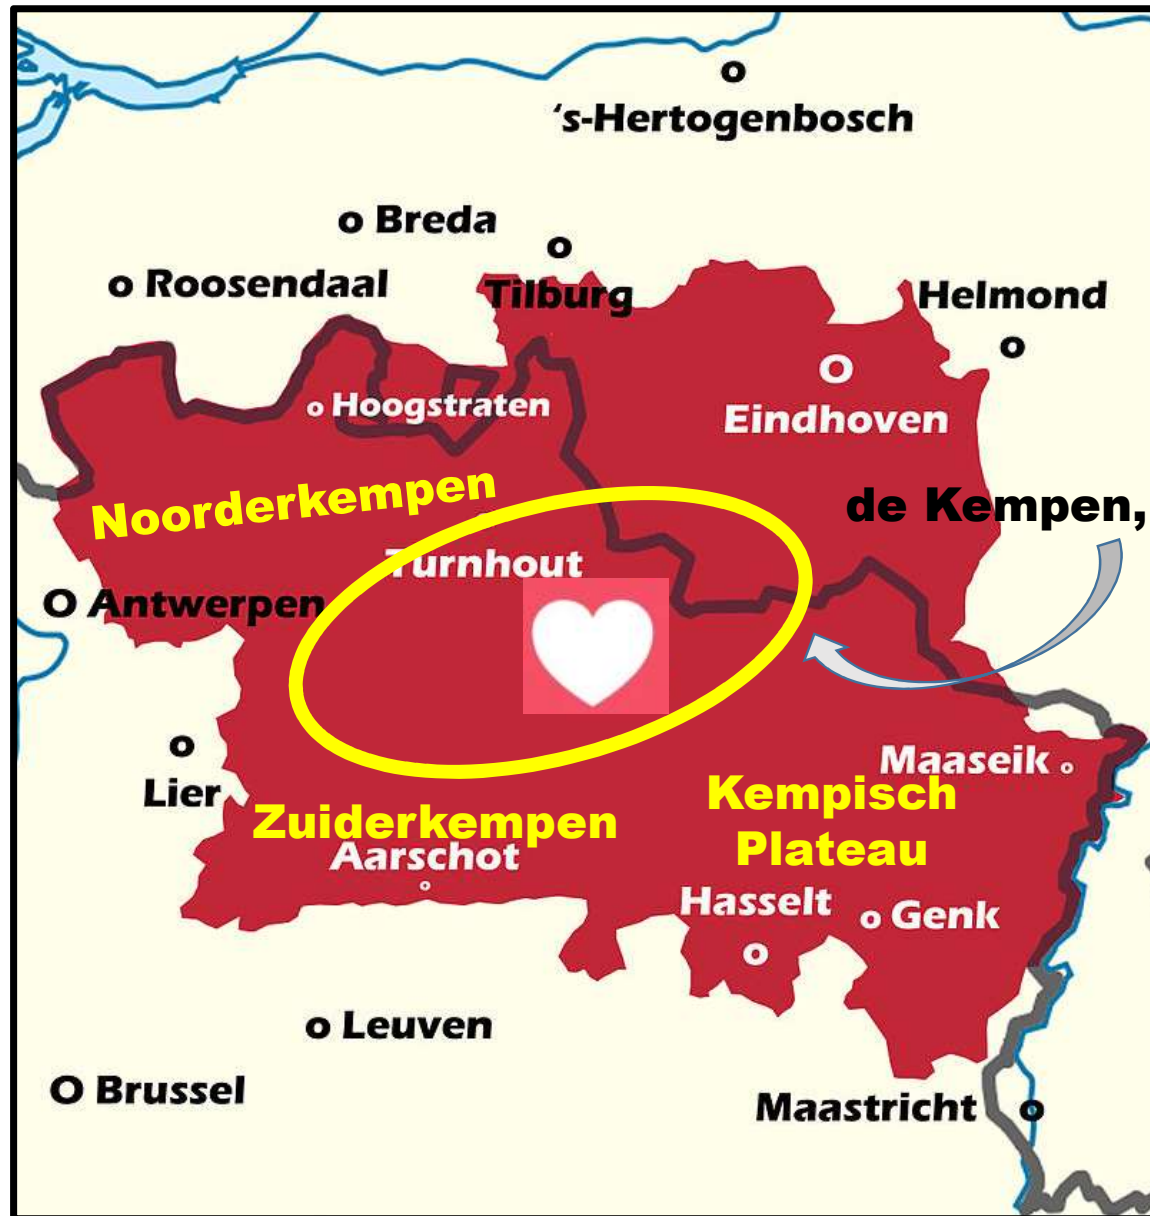 's-Hertogenbosch
Breda
Roosendaal
Tilburg
Helmond
Hoogstraten
Eindhoven
Noorderkempen
de Kempen,
Turnhout
Antwerpen
Lier
Maaseik
Kempisch
Plateau
Zuiderkempen
Aarschot
Hasselt
Genk
Leuven
Brussel
Maastricht